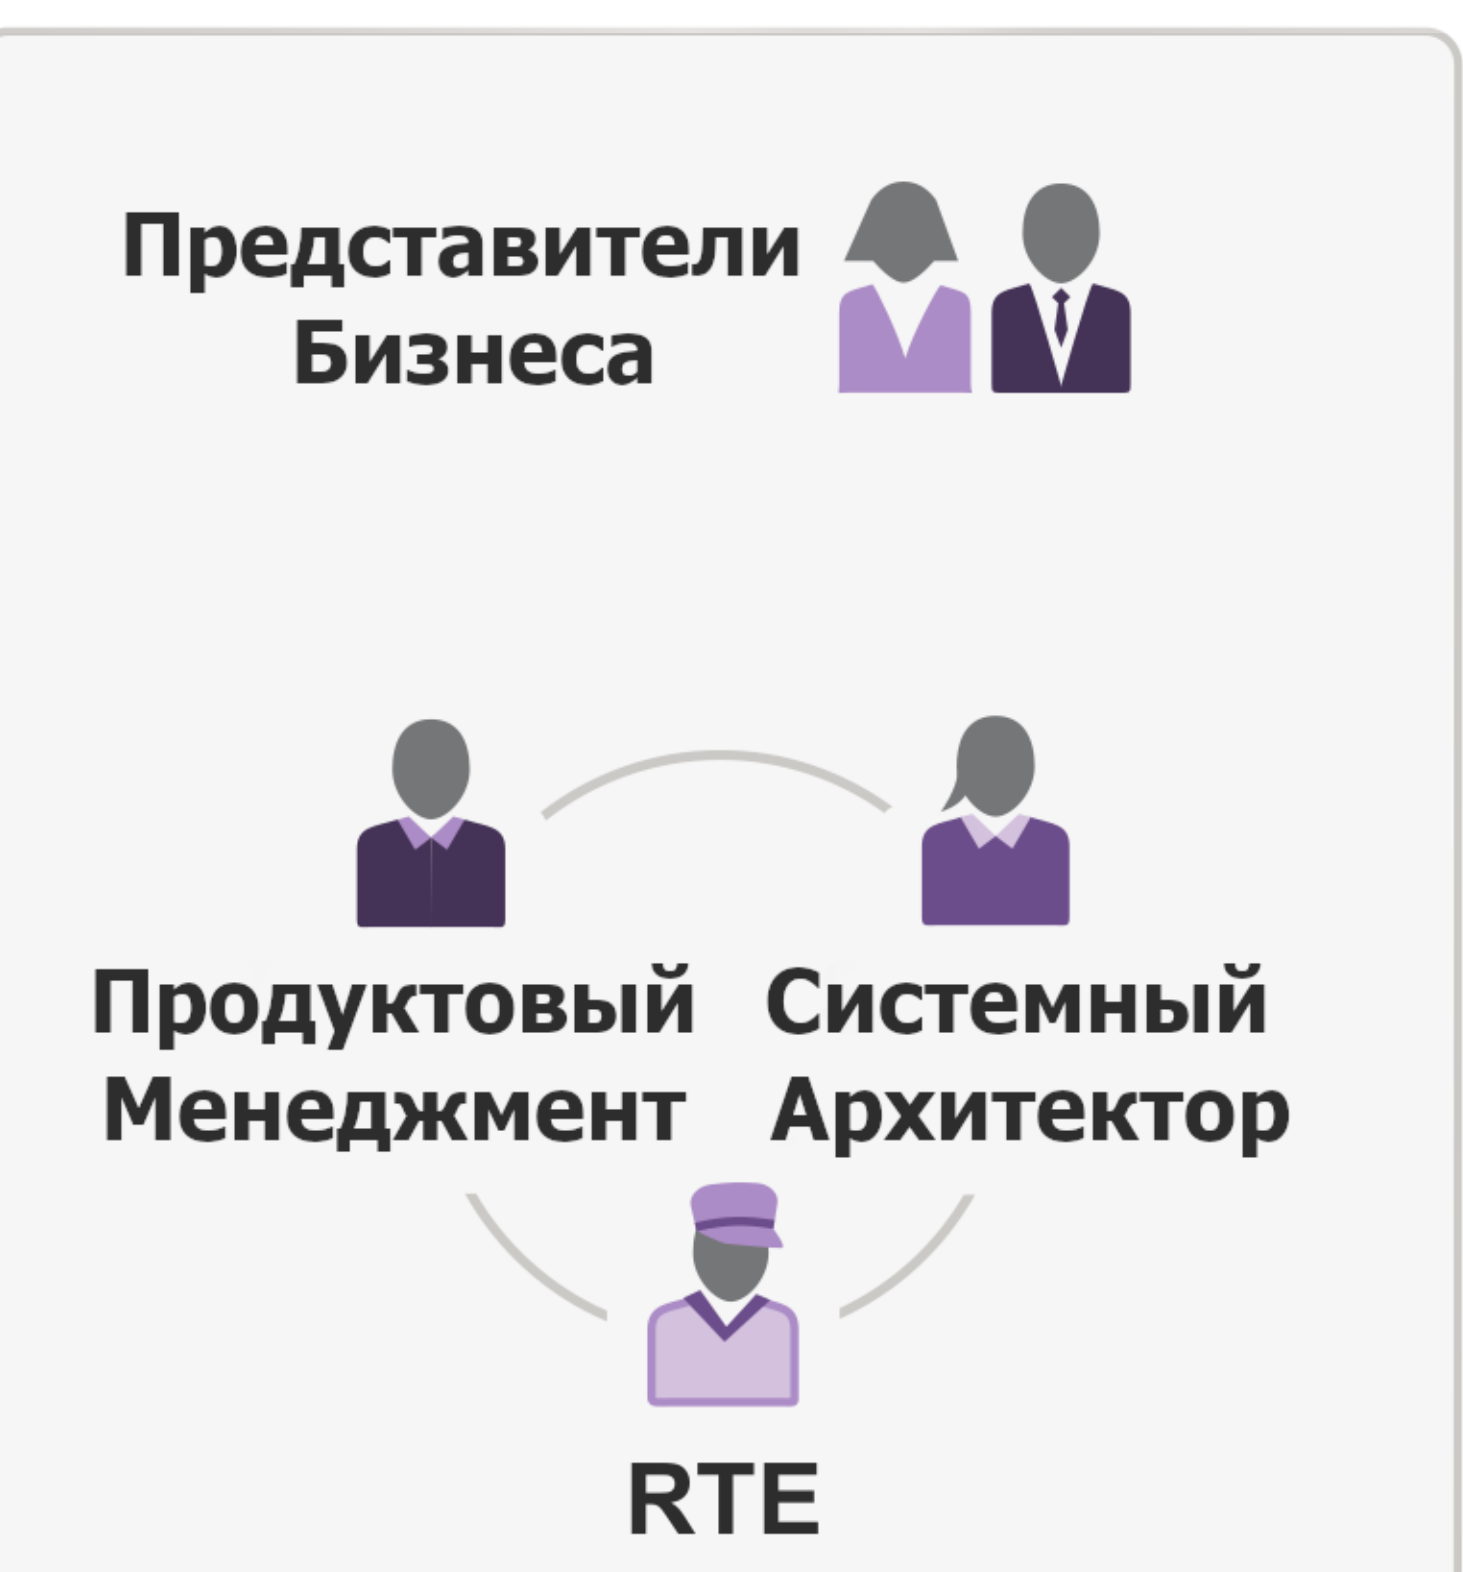 Представители
Бизнеса
Продуктовый
Менеджмент
Системный
Архитектор
RTE